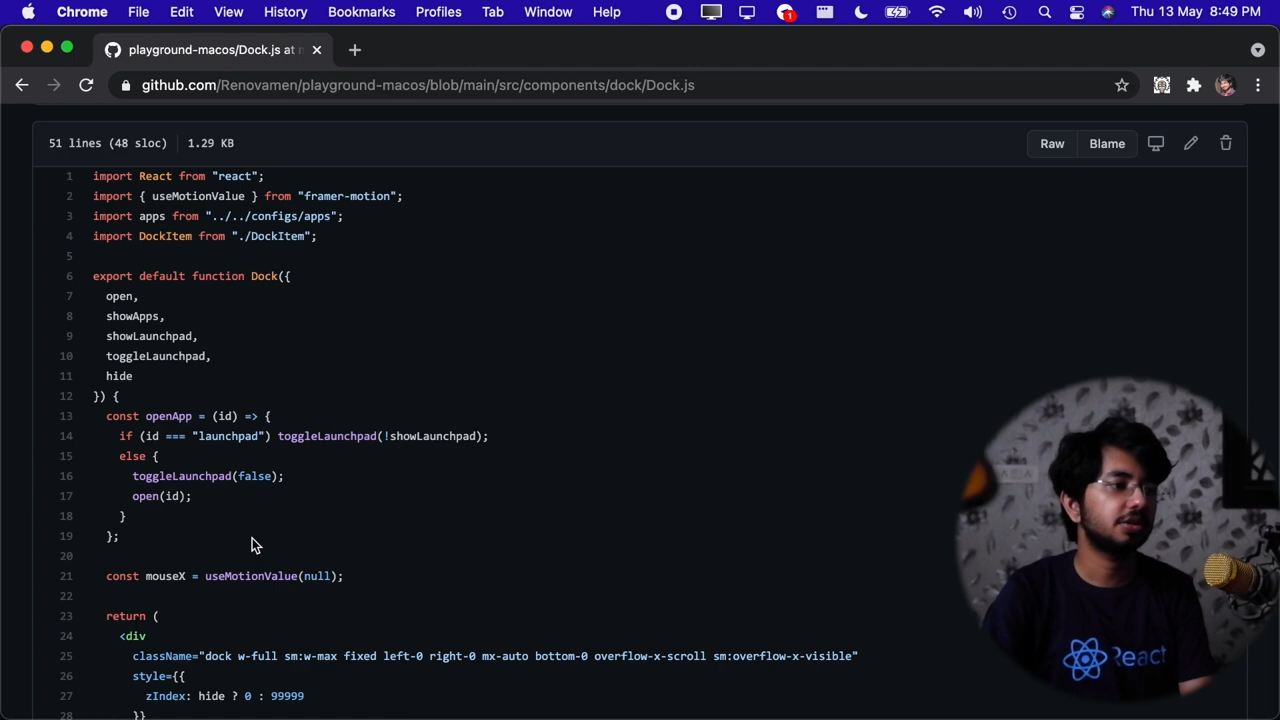 Chrome File Edit View History Bookmarks Profiles Tab Window Help 1 Thu 13 May 8:49 PM
playground-macos/Dock.js at
github.com/Renovamen/playground-macos/blob/main/src/components/dock/Dock.js
51 lines (48 sloc) 1.29 KB Raw Blame
1 import React from "react";
2 import { useMotionValue } from "framer-motion";
3 import apps from "../../configs/apps";
4 import DockItem from "./DockItem";
5
6 export default function Dock({
7 open,
8 showApps,
9 showLaunchpad,
10 toggleLaunchpad,
11 hide
12 }) {
13 const openApp = (id) => {
14 if (id === "launchpad") toggleLaunchpad(!showLaunchpad);
15 else {
16 toggleLaunchpad(false);
17 open(id);
18 }
19 };
20
21 const mouseX = useMotionValue(null);
22
23 return (
24 <div
25 className="dock w-full sm:w-max fixed left-0 right-0 mx-auto bottom-0 overflow-x-scroll sm:overflow-x-visible"
26 style={{
27 zIndex: hide ? 0 : 99999
28 }}
React